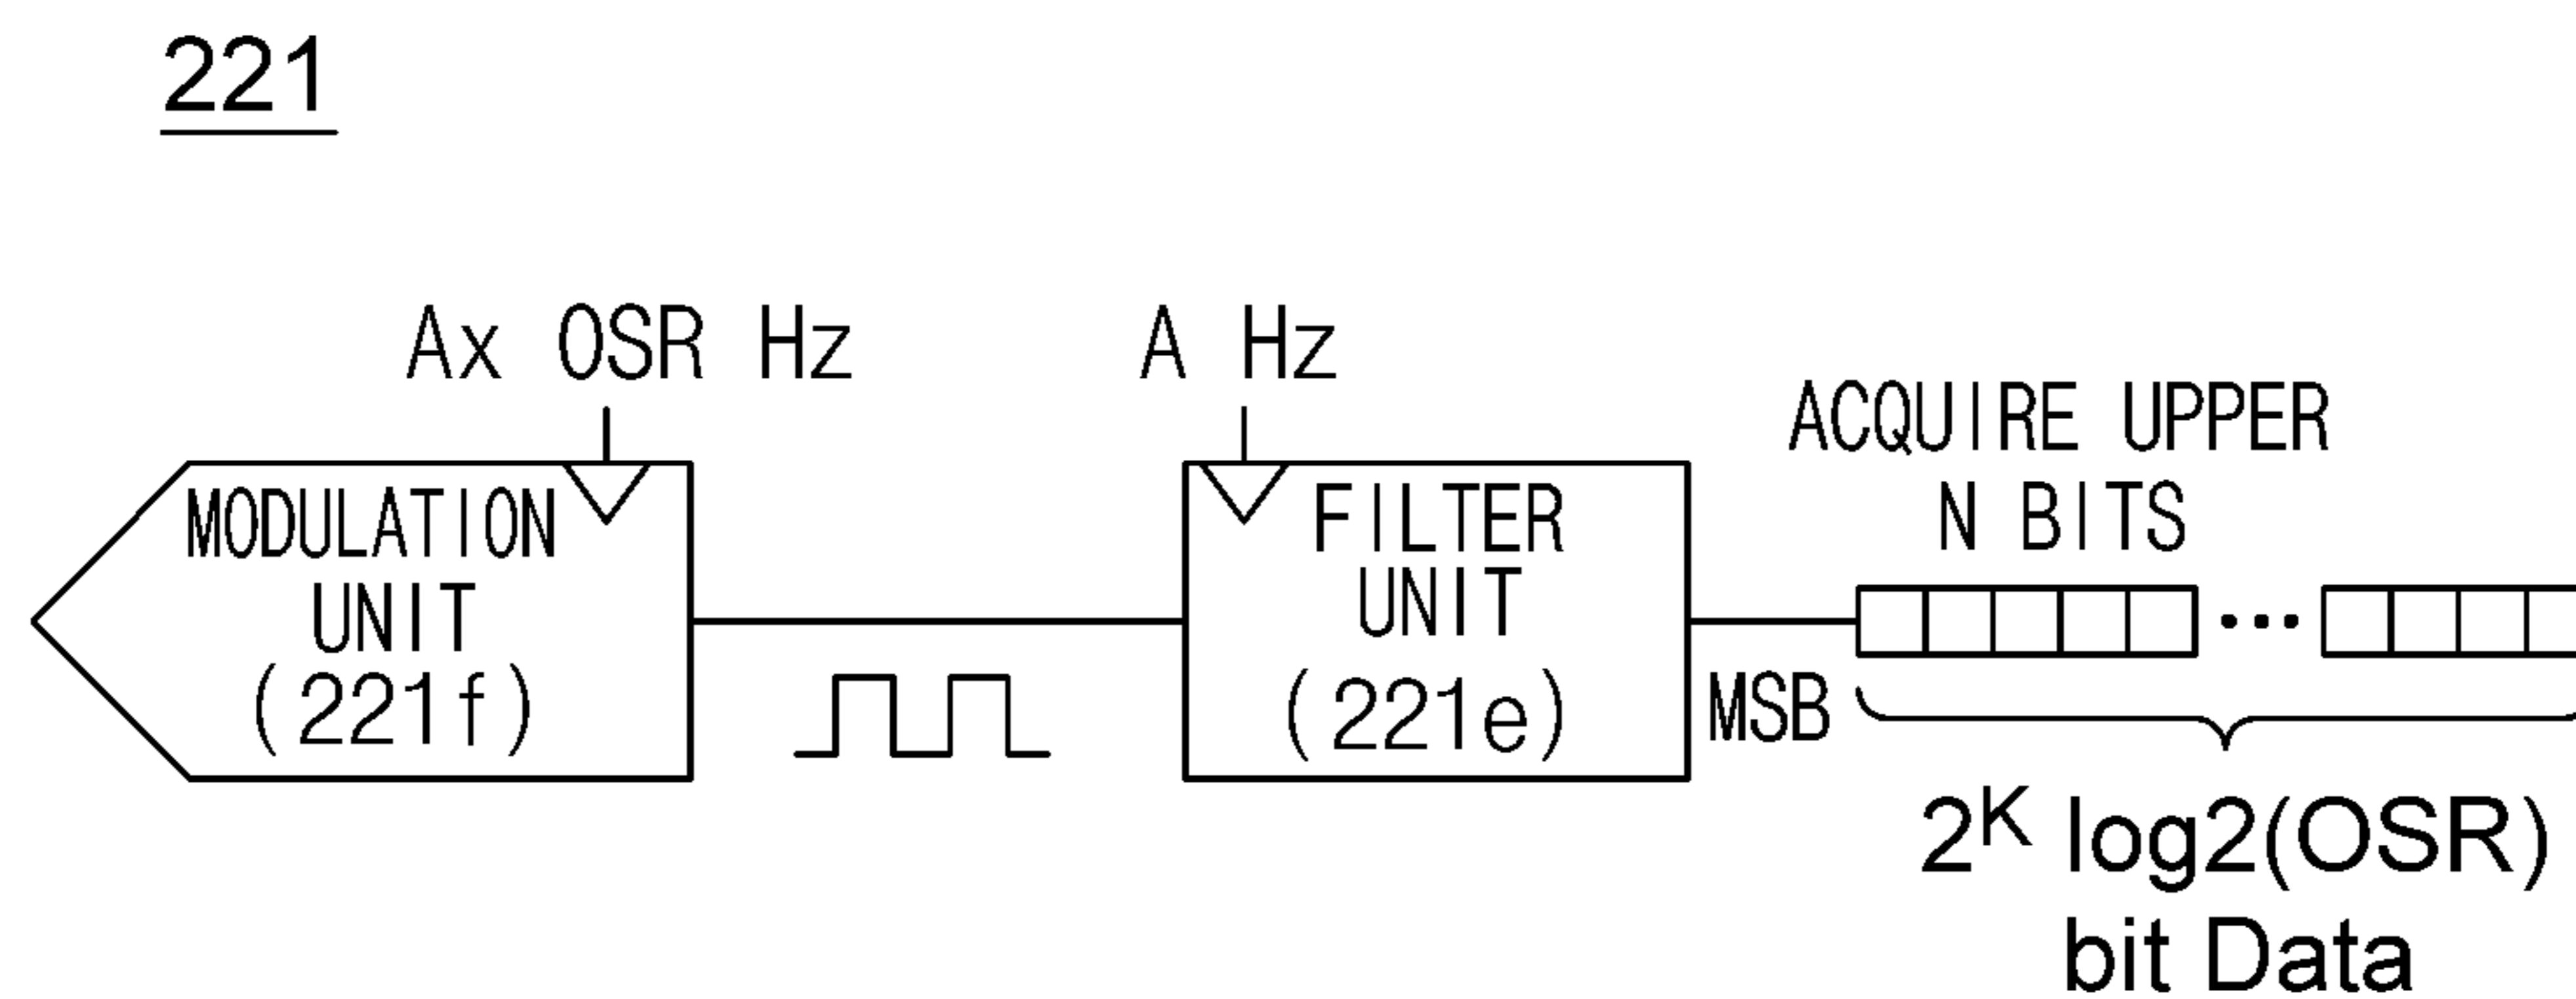 221
Ax OSR Hz
A Hz
ACQUIRE UPPER
N BITS
MODULATION
UNIT
(221f)
FILTER
UNIT
(221e)
MSB
2ᴷ log2(OSR)
bit Data